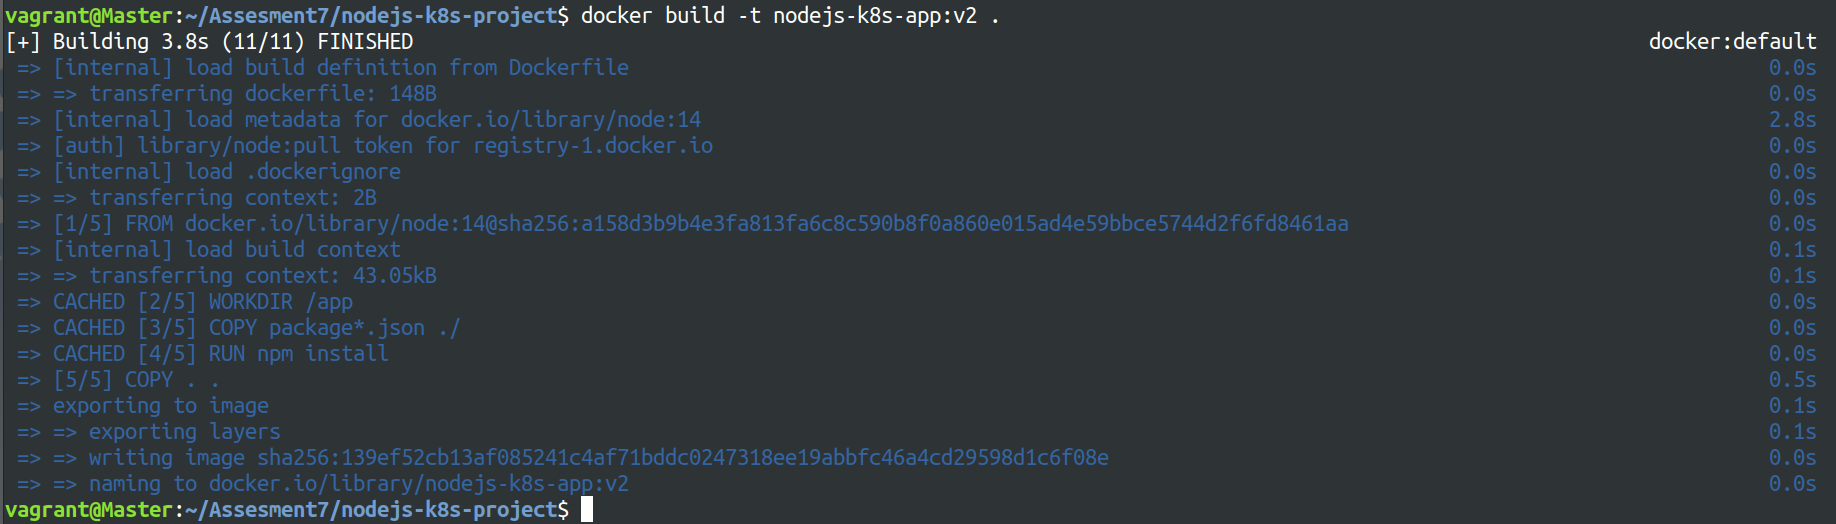 vagrant@Master:~/Assesment7/nodejs-k8s-project$ docker build -t nodejs-k8s-app:v2 .
[+] Building 3.8s (11/11) FINISHED docker:default
=> [internal] load build definition from Dockerfile 0.0s
=> => transferring dockerfile: 148B 0.0s
=> [internal] load metadata for docker.io/library/node:14 2.8s
=> [auth] library/node:pull token for registry-1.docker.io 0.0s
=> [internal] load .dockerignore 0.0s
=> => transferring context: 2B 0.0s
=> [1/5] FROM docker.io/library/node:14@sha256:a158d3b9b4e3fa813fa6c8c590b8f0a860e015ad4e59bbce5744d2f6fd8461aa 0.0s
=> [internal] load build context 0.1s
=> => transferring context: 43.05kB 0.1s
=> CACHED [2/5] WORKDIR /app 0.0s
=> CACHED [3/5] COPY package*.json ./ 0.0s
=> CACHED [4/5] RUN npm install 0.0s
=> [5/5] COPY . . 0.5s
=> exporting to image 0.1s
=> => exporting layers 0.1s
=> => writing image sha256:139ef52cb13af085241c4af71bddc0247318ee19abbfc46a4cd29598d1c6f08e 0.0s
=> => naming to docker.io/library/nodejs-k8s-app:v2 0.0s
vagrant@Master:~/Assesment7/nodejs-k8s-project$